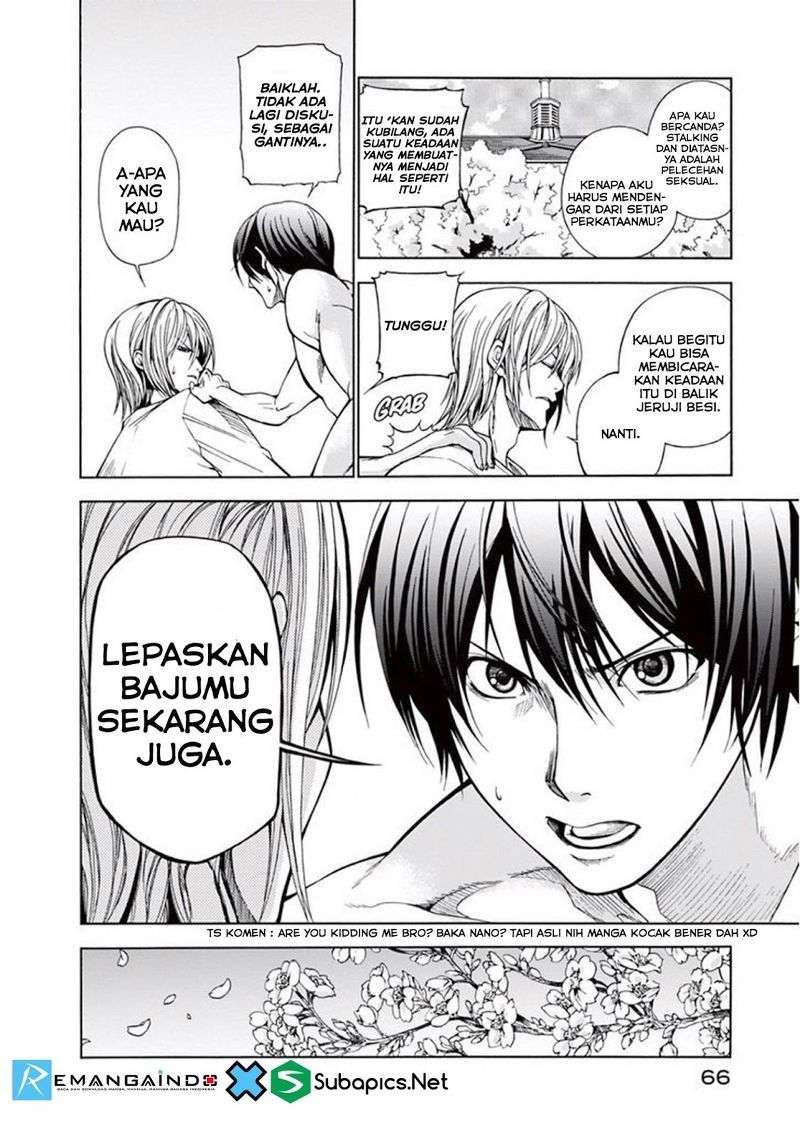 APA KAU
BERCANDA?
STALKING
DAN DIATASN-
YA ADALAH
PELECEHAN
SEKSUAL.
KENAPA AKU
HARUS MENDEN-
GAR DARI SETIAP
PERKATAANMU?
ITU 'KAN SUDAH
KUBILANG, ADA
SUATU KEADAAN
YANG MEMBUAT-
NYA MENJADI
HAL SEPERTI
ITU!
KALAU BEGITU
KAU BISA
MEMBICARA-
KAN KEADAAN
ITU DI BALIK
JERUJI BESI.
NANTI.
TUNGGU!
GRAB
BAIKLAH.
TIDAK ADA
LAGI DISKU-
SI, SEBAGAI
GANTINYA..
A-APA
YANG
KAU
MAU?
LEPASKAN
BAJUMU
SEKARANG
JUGA.
TS KOMEN : ARE YOU KIDDING ME BRO? BAKA NANO? TAPI ASLI NIH MANGA KOCAK BENER DAH XD
REMANGAINDO
Subapics.Net
66